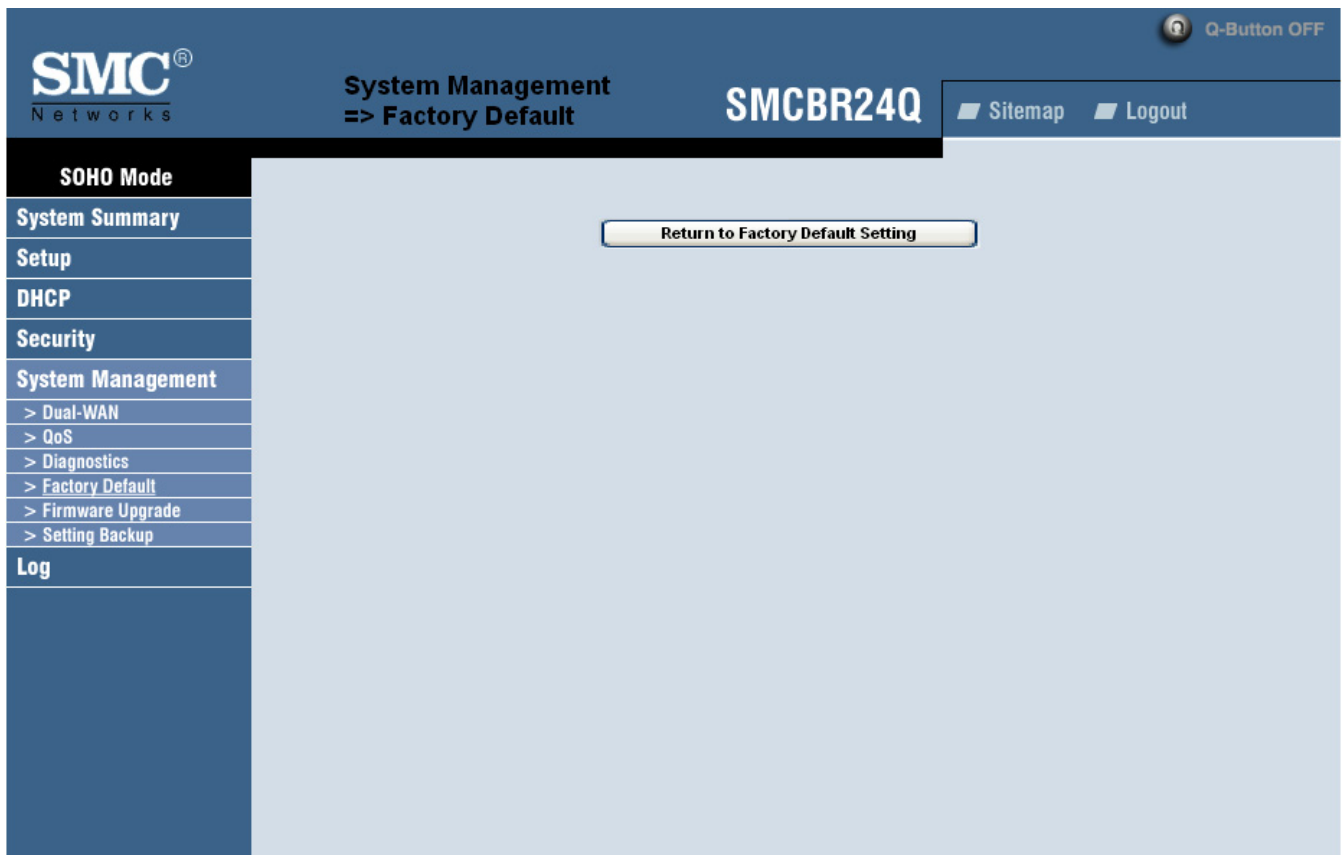 Q-Button OFF
SMC®
Networks
System Management
=> Factory Default
SMCBR24Q
Sitemap
Logout
SOHO Mode
System Summary
Setup
DHCP
Security
System Management
> Dual-WAN
> QoS
> Diagnostics
> Factory Default
> Firmware Upgrade
> Setting Backup
Log
Return to Factory Default Setting